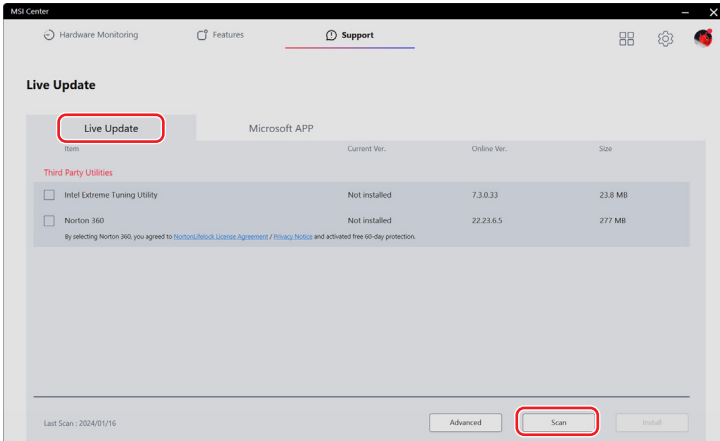 MSI Center
Hardware Monitoring
Features
Support
Live Update
Live Update
Microsoft APP
Item Current Ver. Online Ver. Size
Third Party Utilities
Intel Extreme Tuning Utility Not installed 7.3.0.33 23.8 MB
Norton 360 Not installed 22.23.6.5 277 MB
By selecting Norton 360, you agreed to NortonLifelock License Agreement / Privacy Notice and activated free 60-day protection.
Last Scan : 2024/01/16
Advanced
Scan
Install